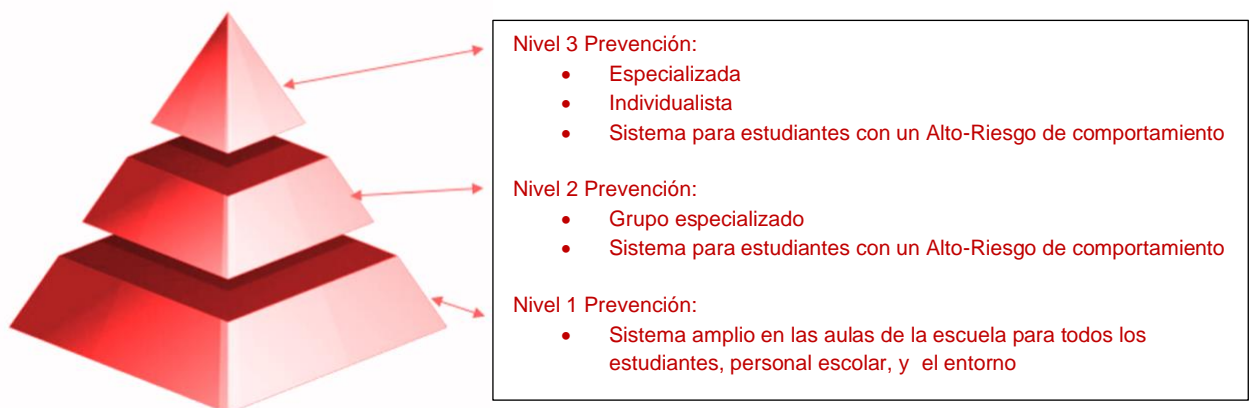 Nivel 3 Prevención:
• Especializada
• Individualista
• Sistema para estudiantes con un Alto-Riesgo de comportamiento
Nivel 2 Prevención:
• Grupo especializado
• Sistema para estudiantes con un Alto-Riesgo de comportamiento
Nivel 1 Prevención:
• Sistema amplio en las aulas de la escuela para todos los
estudiantes, personal escolar, y el entorno